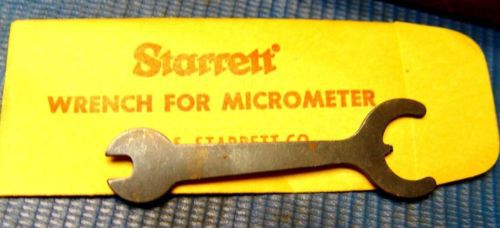 Starrett
WRENCH FOR MICROMETER
S. STARRETT CO.